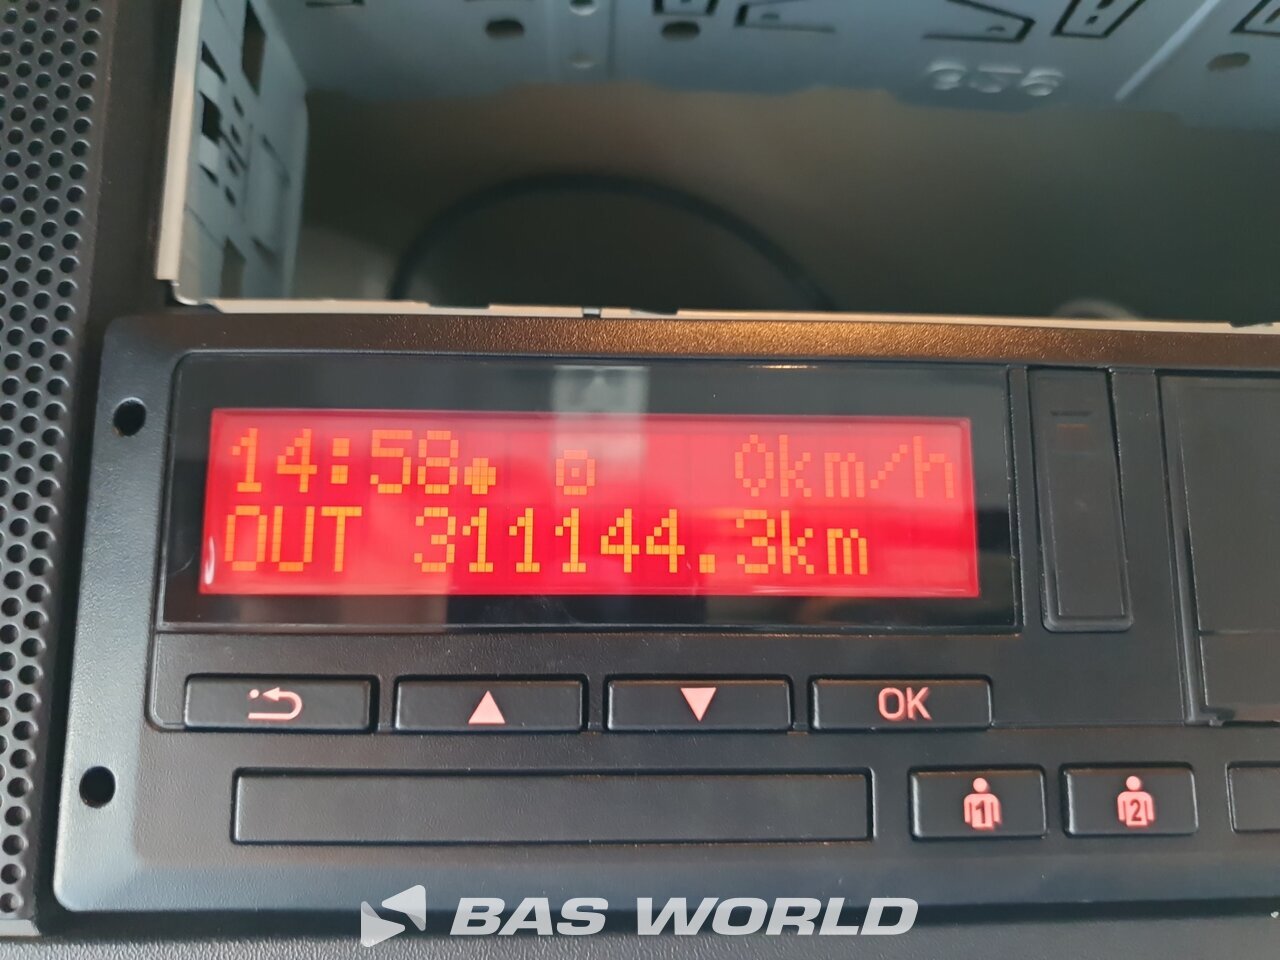 14:58 0km/h
OUT 311144.3km
OK
1 2
BAS WORLD